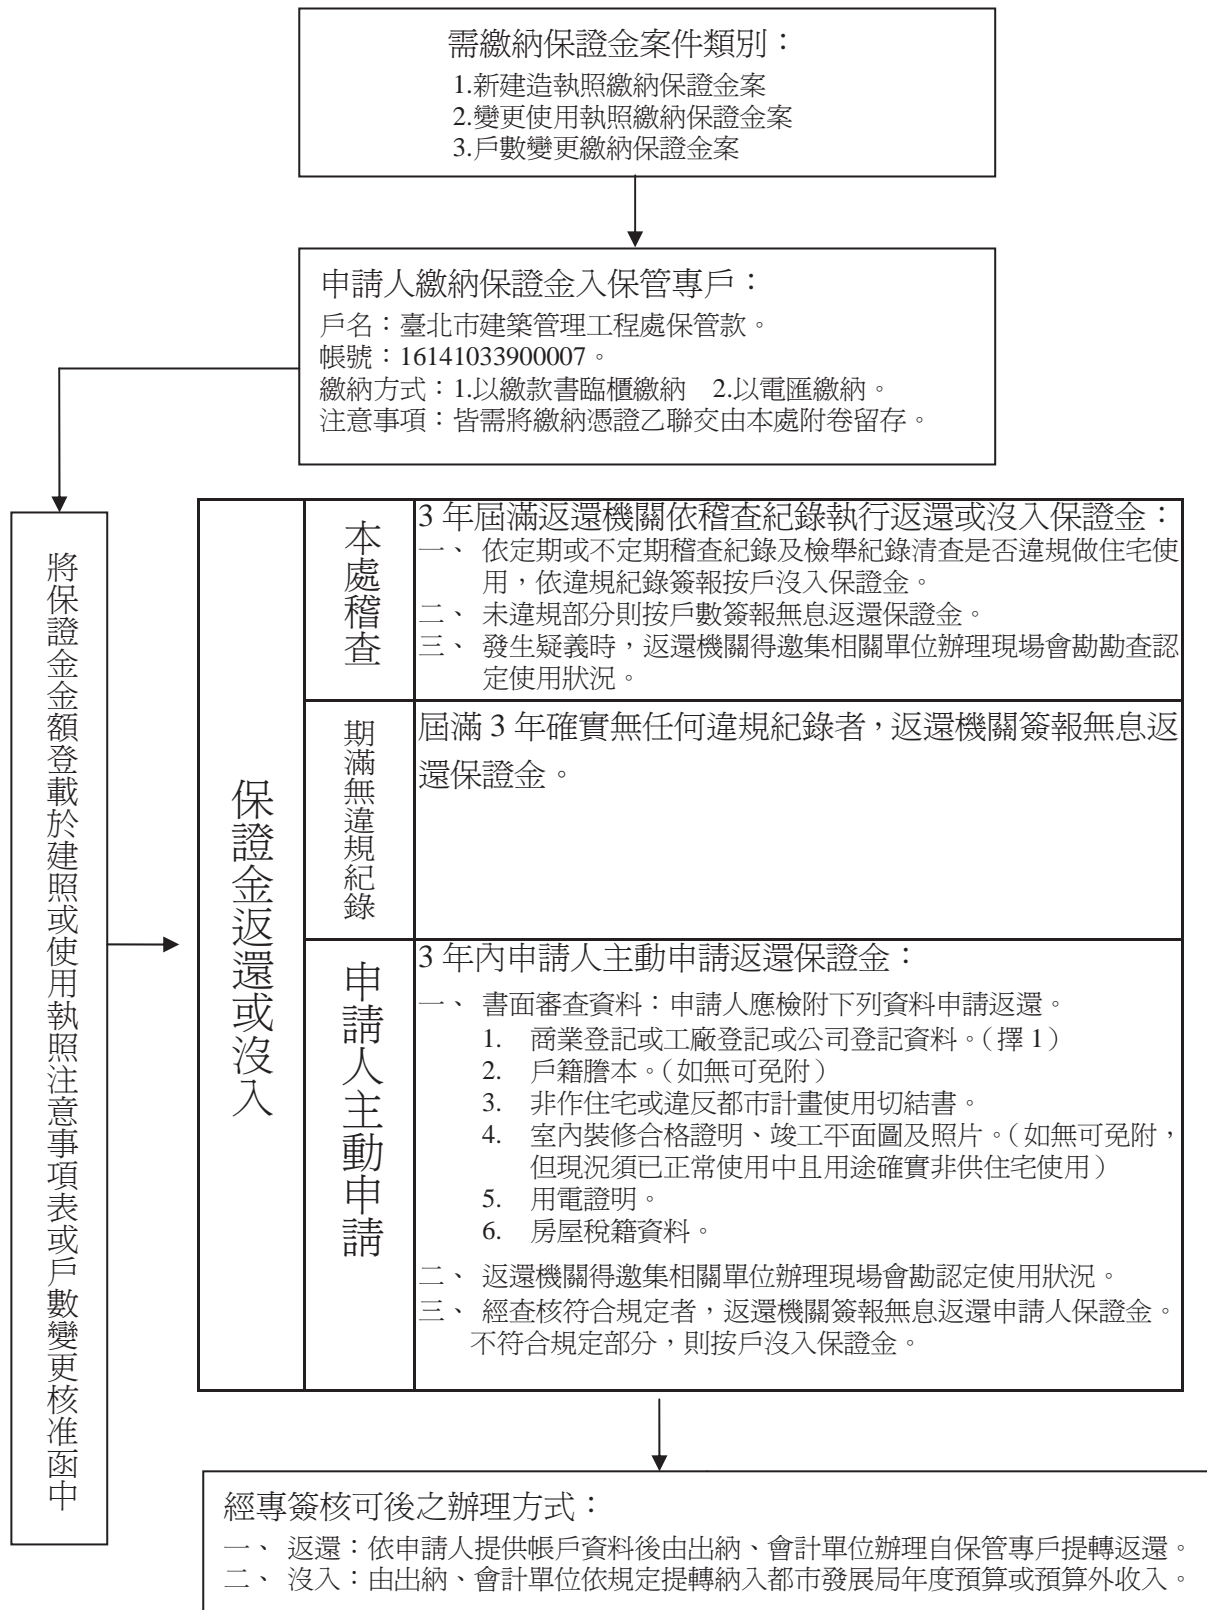 需繳納保證金案件類別：
1.新建造執照繳納保證金案
2.變更使用執照繳納保證金案
3.戶數變更繳納保證金案
申請人繳納保證金入保管專戶：
戶名：臺北市建築管理工程處保管款。
帳號：16141033900007。
繳納方式：1.以繳款書臨櫃繳納 2.以電匯繳納。
注意事項：皆需將繳納憑證乙聯交由本處附卷留存。
將保證金金額登載於建照或使用執照注意事項表或戶數變更核准函中
保證金返還或沒入
本處稽查
3 年屆滿返還機關依稽查紀錄執行返還或沒入保證金：
一、 依定期或不定期稽查紀錄及檢舉紀錄清查是否違規做住宅使
用，依違規紀錄簽報按戶沒入保證金。
二、 未違規部分則按戶數簽報無息返還保證金。
三、 發生疑義時，返還機關得邀集相關單位辦理現場會勘勘查認
定使用狀況。
期滿無違規紀錄
屆滿 3 年確實無任何違規紀錄者，返還機關簽報無息返
還保證金。
申請人主動申請
3 年內申請人主動申請返還保證金：
一、 書面審查資料：申請人應檢附下列資料申請返還。
1. 商業登記或工廠登記或公司登記資料。（擇 1）
2. 戶籍謄本。（如無可免附）
3. 非作住宅或違反都市計畫使用切結書。
4. 室內裝修合格證明、竣工平面圖及照片。（如無可免附，
但現況須已正常使用中且用途確實非供住宅使用）
5. 用電證明。
6. 房屋稅籍資料。
二、 返還機關得邀集相關單位辦理現場會勘認定使用狀況。
三、 經查核符合規定者，返還機關簽報無息返還申請人保證金。
不符合規定部分，則按戶沒入保證金。
經專簽核可後之辦理方式：
一、 返還：依申請人提供帳戶資料後由出納、會計單位辦理自保管專戶提轉返還。
二、 沒入：由出納、會計單位依規定提轉納入都市發展局年度預算或預算外收入。